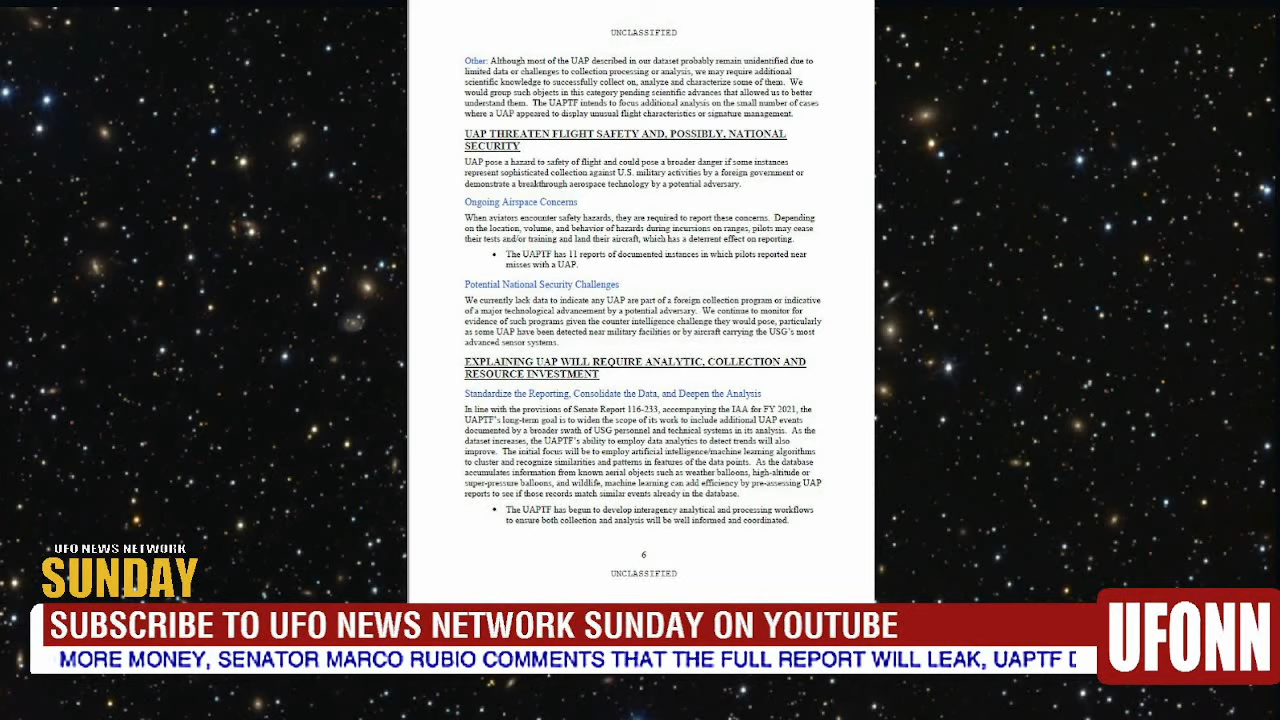 UNCLASSIFIED
Other: Although most of the UAP described in our dataset probably remain unidentified due to
limited data or challenges to collection processing or analysis, we may require additional
scientific knowledge to successfully collect on, analyze and characterize some of them. We
would group such objects in this category pending scientific advances that allowed us to better
understand them. The UAPTF intends to focus additional analysis on the small number of cases
where a UAP appeared to display unusual flight characteristics or signature management.
UAP THREATEN FLIGHT SAFETY AND, POSSIBLY, NATIONAL
SECURITY
UAP pose a hazard to safety of flight and could pose a broader danger if some instances
represent sophisticated collection against U.S. military activities by a foreign government or
demonstrate a breakthrough aerospace technology by a potential adversary.
Ongoing Airspace Concerns
When aviators encounter safety hazards, they are required to report these concerns. Depending
on the location, volume, and behavior of hazards during incursions on ranges, pilots may cease
their tests and/or training and land their aircraft, which has a deterrent effect on reporting.
• The UAPTF has 11 reports of documented instances in which pilots reported near
misses with a UAP.
Potential National Security Challenges
We currently lack data to indicate any UAP are part of a foreign collection program or indicative
of a major technological advancement by a potential adversary. We continue to monitor for
evidence of such programs given the counter intelligence challenge they would pose, particularly
as some UAP have been detected near military facilities or by aircraft carrying the USG's most
advanced sensor systems.
EXPLAINING UAP WILL REQUIRE ANALYTIC, COLLECTION AND
RESOURCE INVESTMENT
Standardize the Reporting, Consolidate the Data, and Deepen the Analysis
In line with the provisions of Senate Report 116-233, accompanying the IAA for FY 2021, the
UAPTF's long-term goal is to widen the scope of its work to include additional UAP events
documented by a broader swath of USG personnel and technical systems in its analysis. As the
dataset increases, the UAPTF's ability to employ data analytics to detect trends will also
improve. The initial focus will be to employ artificial intelligence/machine learning algorithms
to cluster and recognize similarities and patterns in features of the data points. As the database
accumulates information from known aerial objects such as weather balloons, high-altitude or
super-pressure balloons, and wildlife, machine learning can add efficiency by pre-assessing UAP
reports to see if those records match similar events already in the database.
• The UAPTF has begun to develop interagency analytical and processing workflows
to ensure both collection and analysis will be well informed and coordinated.
6
UNCLASSIFIED
UFO NEWS NETWORK
SUNDAY
SUBSCRIBE TO UFO NEWS NETWORK SUNDAY ON YOUTUBE
UFONN
MORE MONEY, SENATOR MARCO RUBIO COMMENTS THAT THE FULL REPORT WILL LEAK, UAPTF